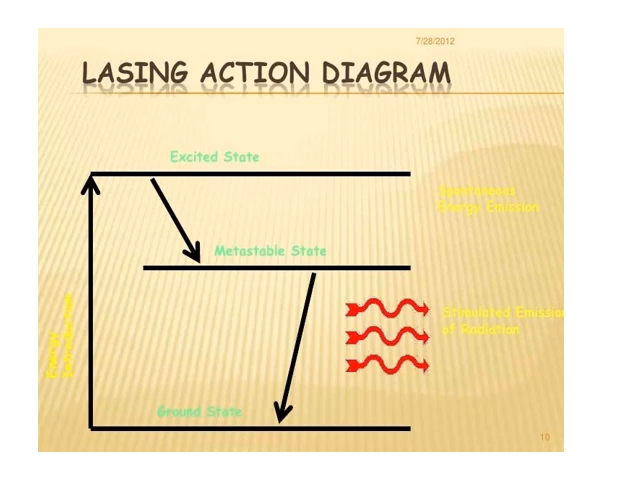 7/28/2012
LASING ACTION DIAGRAM
Excited State
Spontaneous
Energy Emission
Metastable State
Energy
Introduction
Stimulated Emission
of Radiation
Ground State
10